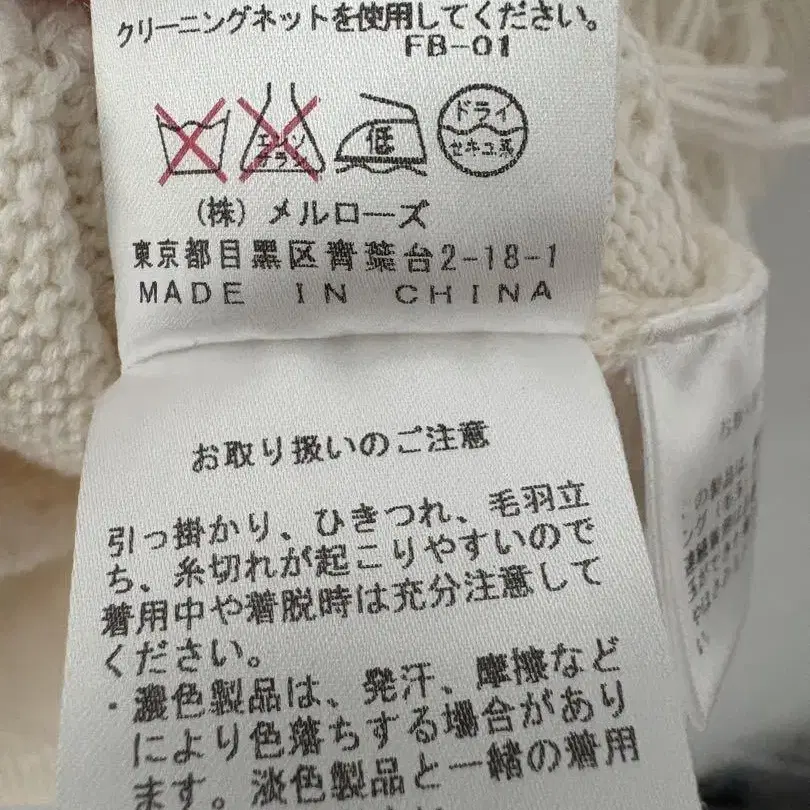 クリーニングネットを使用してください。
FB-01
エンソ
サラシ
低
ドライ
セキユ系
(株) メルローズ
東京都目黒区青葉台2-18-1
MADE IN CHINA
お取り扱いのご注意
引っ掛かり、ひきつれ、毛羽立
ち、糸切れが起こりやすいので
着用中や着脱時は充分注意して
ください。
・濃色製品は、発汗、摩擦など
により色落ちする場合があり
ます。淡色製品と一緒の着用